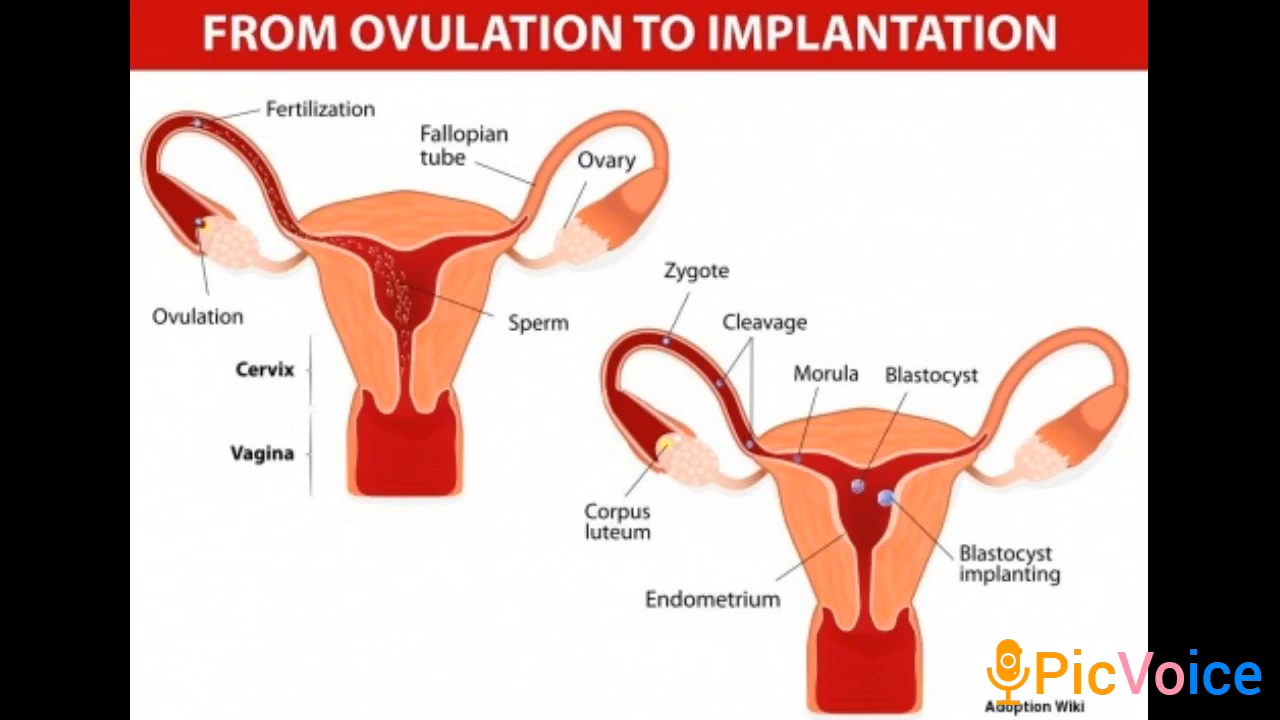 FROM OVULATION TO IMPLANTATION
Fertilization
Fallopian
tube
Ovary
Ovulation
Sperm
Cervix
Vagina
Zygote
Cleavage
Morula
Blastocyst
Corpus
luteum
Endometrium
Blastocyst
implanting
PicVoice
Adoption Wiki